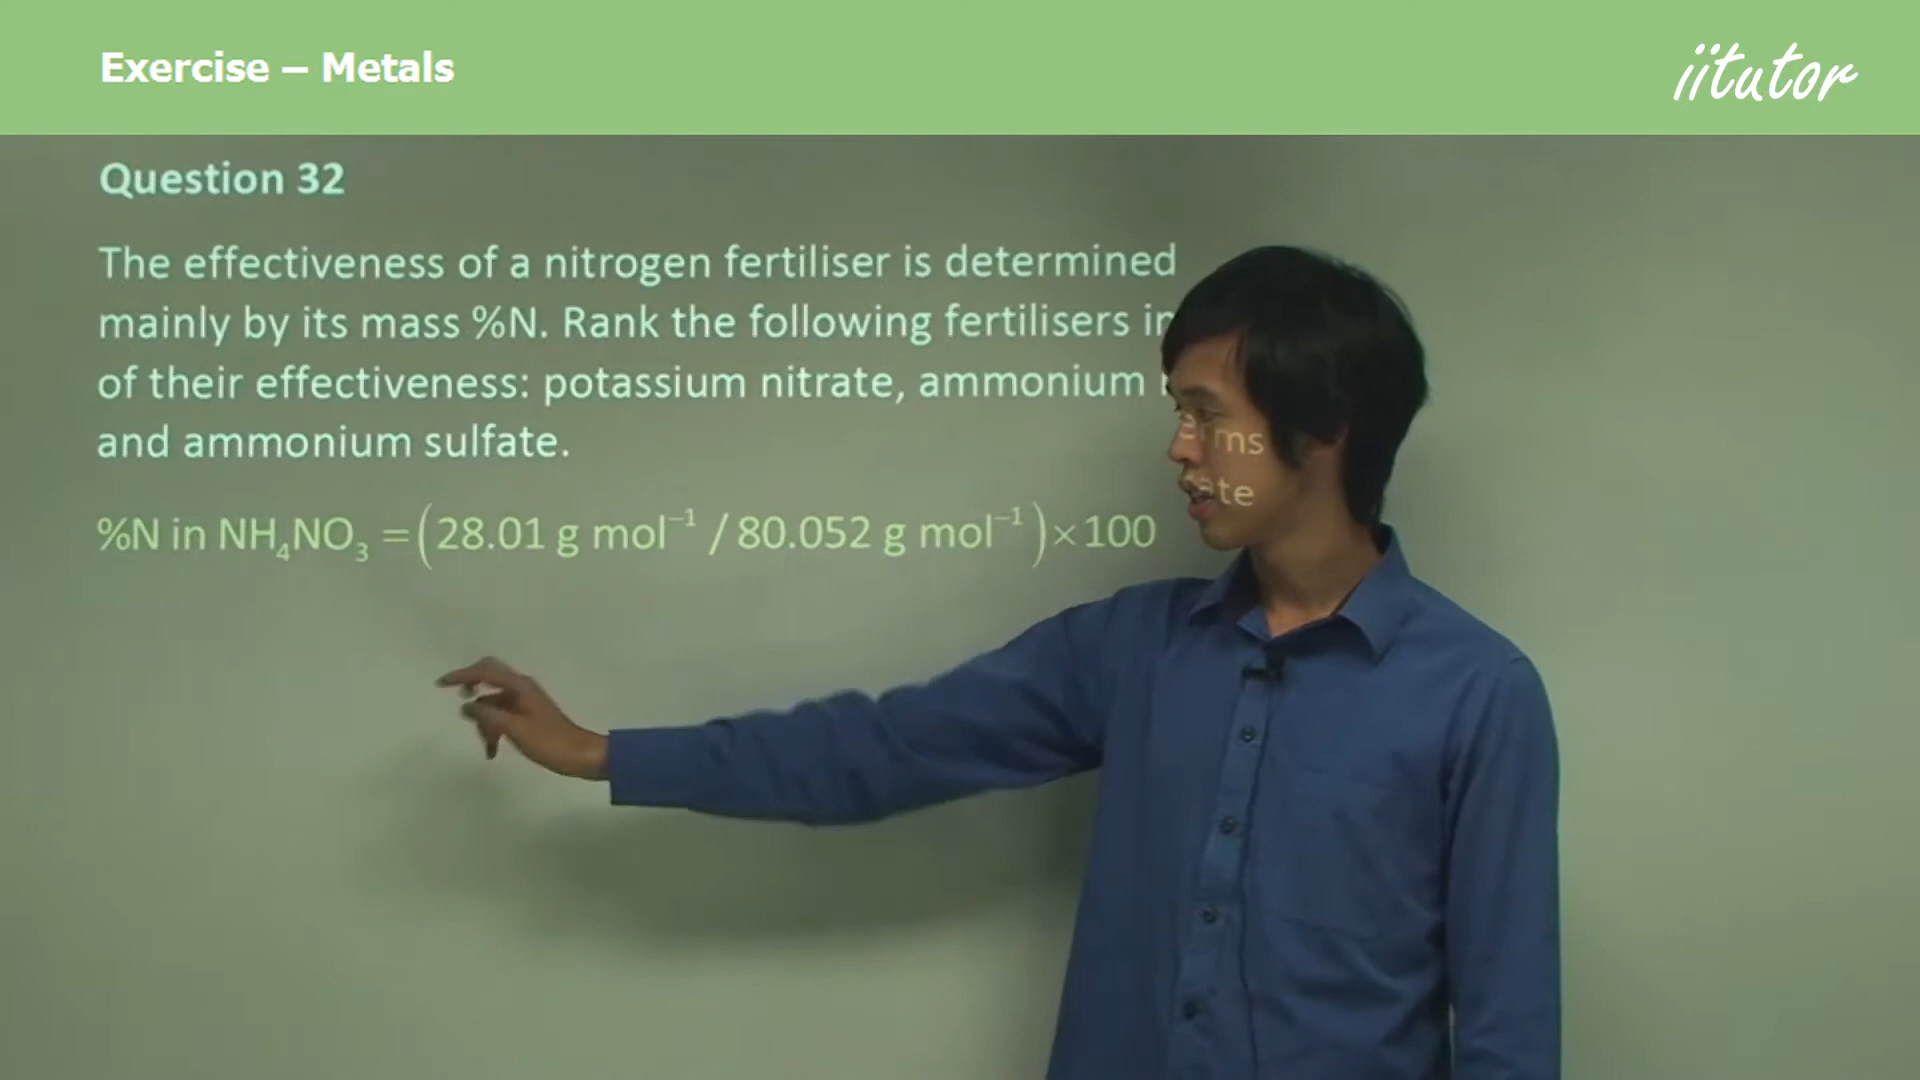 Exercise – Metals
iitutor
Question 32
The effectiveness of a nitrogen fertiliser is determined
mainly by its mass %N. Rank the following fertilisers in
of their effectiveness: potassium nitrate, ammonium
and ammonium sulfate.
%N in NH₄NO₃ = (28.01 g mol⁻¹ / 80.052 g mol⁻¹) × 100